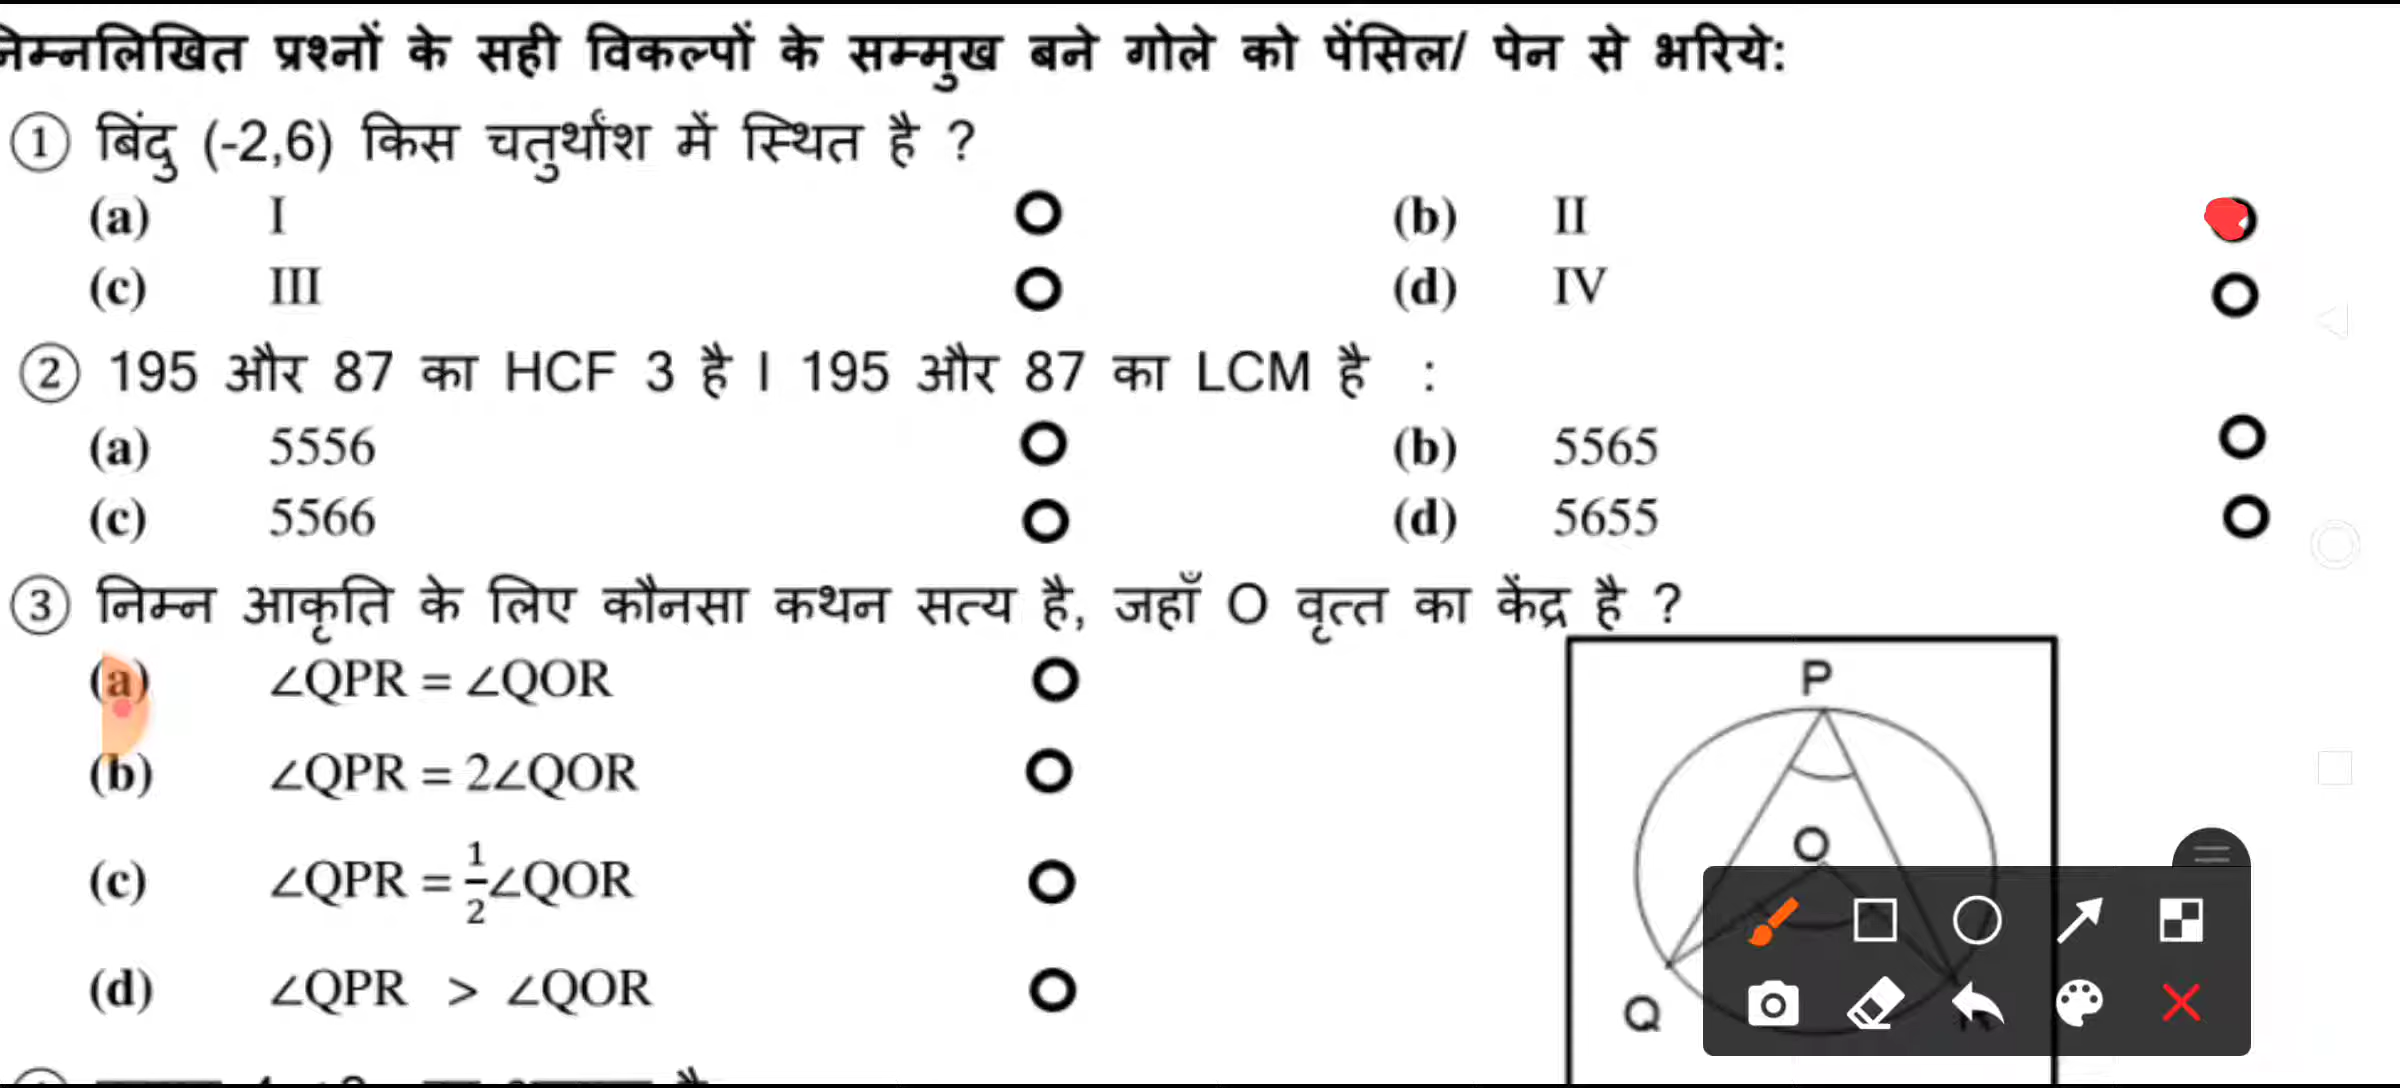 निम्नलिखित प्रश्नों के सही विकल्पों के सम्मुख बने गोले को पेंसिल/ पेन से भरिये:
① बिंदु (-2,6) किस चतुर्थांश में स्थित है ?
(a) I (b) II
(c) III (d) IV
② 195 और 87 का HCF 3 है। 195 और 87 का LCM है :
(a) 5556 (b) 5565
(c) 5566 (d) 5655
③ निम्न आकृति के लिए कौनसा कथन सत्य है, जहाँ O वृत्त का केंद्र है ?
(a) ∠QPR = ∠QOR
(b) ∠QPR = 2∠QOR
(c) ∠QPR = 1/2∠QOR
(d) ∠QPR > ∠QOR
P
O
Q